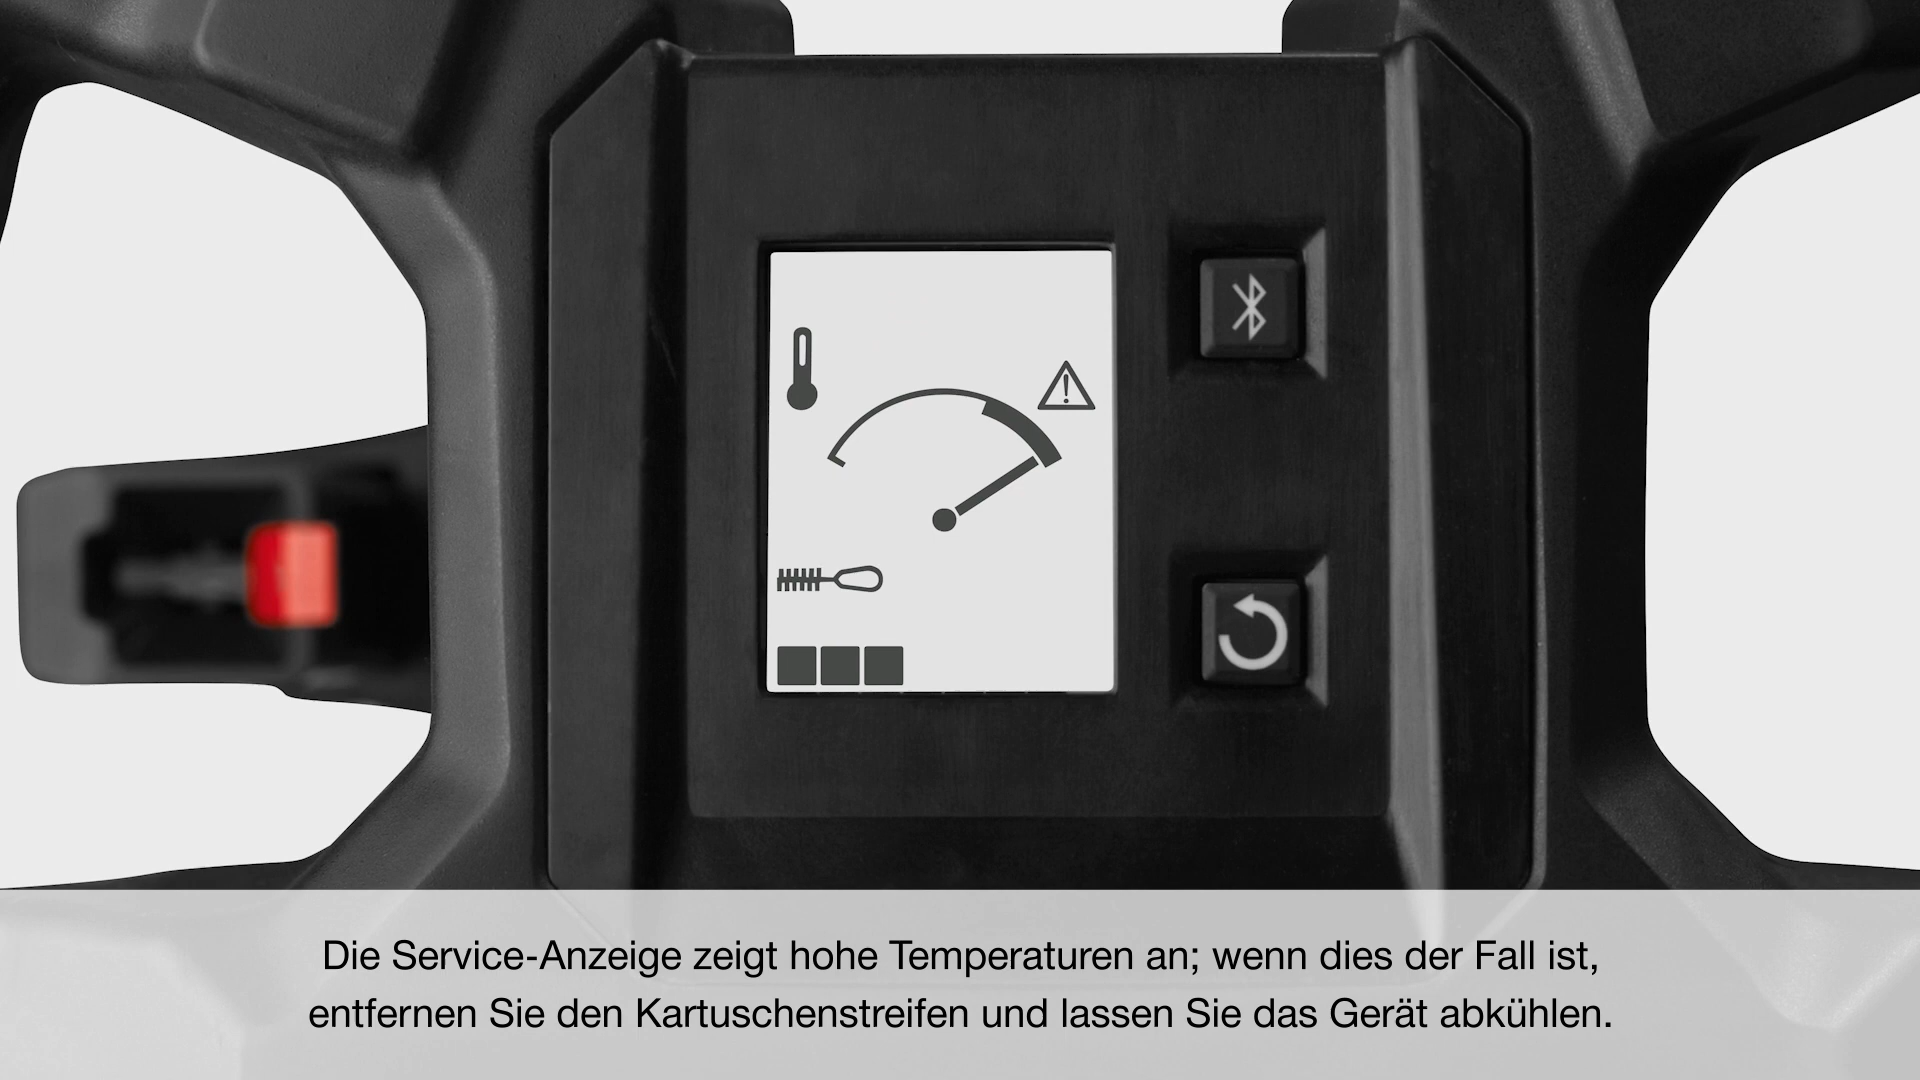 Die Service-Anzeige zeigt hohe Temperaturen an; wenn dies der Fall ist,
entfernen Sie den Kartuschenstreifen und lassen Sie das Gerät abkühlen.